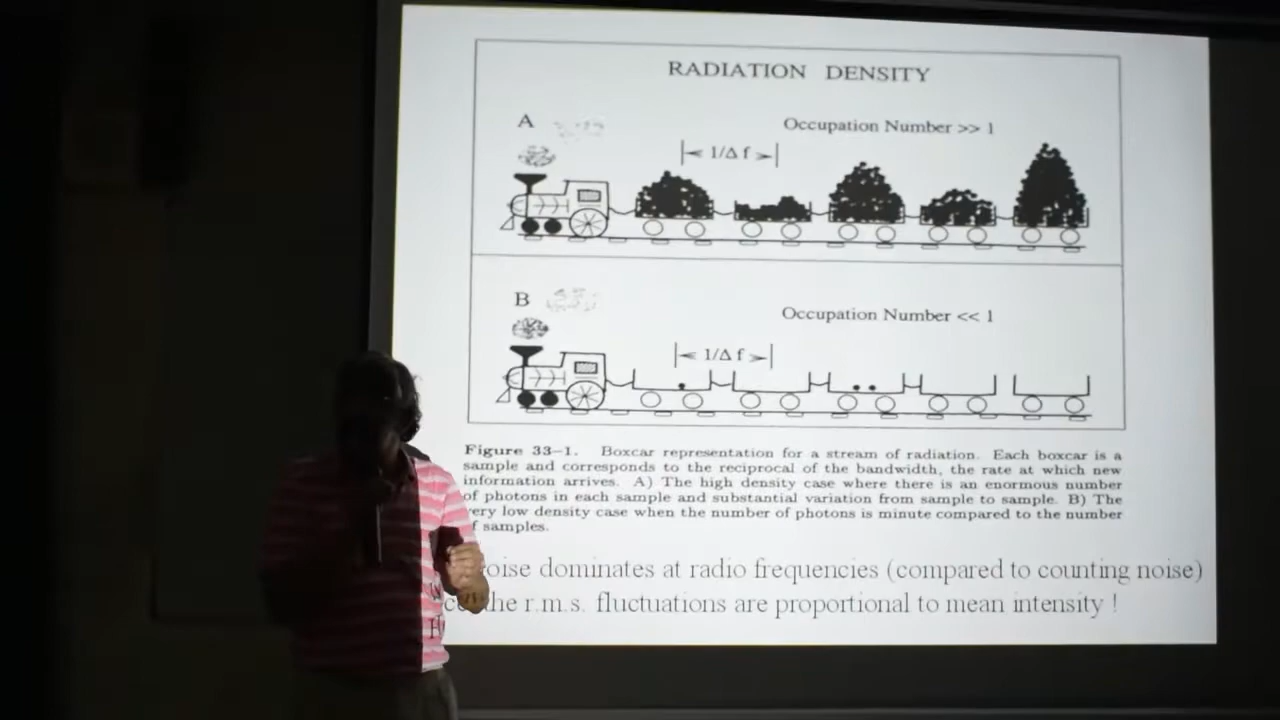 RADIATION DENSITY
A
Occupation Number >> 1
1/Δ f
B
Occupation Number << 1
1/Δ f
Figure 33-1. Boxcar representation for a stream of radiation. Each boxcar is a
sample and corresponds to the reciprocal of the bandwidth, the rate at which new
information arrives. A) The high density case where there is an enormous number
of photons in each sample and substantial variation from sample to sample. B) The
very low density case when the number of photons is minute compared to the number
of samples.
noise dominates at radio frequencies (compared to counting noise)
the r.m.s. fluctuations are proportional to mean intensity !